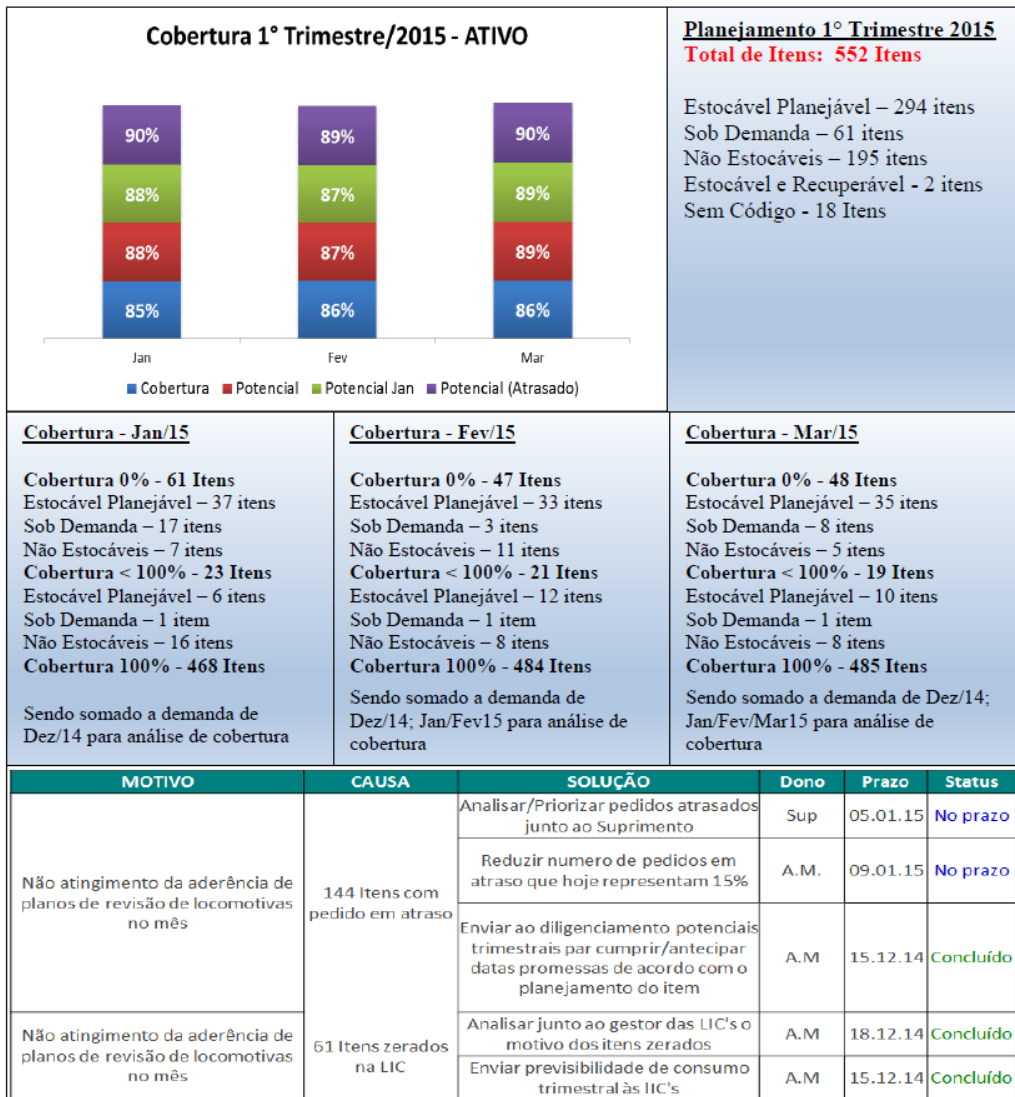 Cobertura 1° Trimestre/2015 - ATIVO
90%
89%
90%
88%
87%
89%
88%
87%
89%
85%
86%
86%
Jan
Fev
Mar
Cobertura
Potencial
Potencial Jan
Potencial (Atrasado)
Planejamento 1° Trimestre 2015
Total de Itens: 552 Itens
Estocável Planejável – 294 itens
Sob Demanda – 61 itens
Não Estocáveis – 195 itens
Estocável e Recuperável - 2 itens
Sem Código - 18 Itens
Cobertura - Jan/15
Cobertura 0% - 61 Itens
Estocável Planejável – 37 itens
Sob Demanda – 17 itens
Não Estocáveis – 7 itens
Cobertura < 100% - 23 Itens
Estocável Planejável – 6 itens
Sob Demanda – 1 item
Não Estocáveis – 16 itens
Cobertura 100% - 468 Itens
Sendo somado a demanda de
Dez/14 para análise de cobertura
Cobertura - Fev/15
Cobertura 0% - 47 Itens
Estocável Planejável – 33 itens
Sob Demanda – 3 itens
Não Estocáveis – 11 itens
Cobertura < 100% - 21 Itens
Estocável Planejável – 12 itens
Sob Demanda – 1 item
Não Estocáveis – 8 itens
Cobertura 100% - 484 Itens
Sendo somado a demanda de
Dez/14; Jan/Fev15 para análise de
cobertura
Cobertura - Mar/15
Cobertura 0% - 48 Itens
Estocável Planejável – 35 itens
Sob Demanda – 8 itens
Não Estocáveis – 5 itens
Cobertura < 100% - 19 Itens
Estocável Planejável – 10 itens
Sob Demanda – 1 item
Não Estocáveis – 8 itens
Cobertura 100% - 485 Itens
Sendo somado a demanda de Dez/14;
Jan/Fev/Mar15 para análise de
cobertura
MOTIVO
CAUSA
SOLUÇÃO
Dono
Prazo
Status
Não atingimento da aderência de
planos de revisão de locomotivas
no mês
144 Itens com
pedido em atraso
Analisar/Priorizar pedidos atrasados
junto ao Suprimento
Sup
05.01.15
No prazo
Reduzir numero de pedidos em
atraso que hoje representam 15%
A.M.
09.01.15
No prazo
Enviar ao diligenciamento potenciais
trimestrais par cumprir/antecipar
datas promessas de acordo com o
planejamento do item
A.M
15.12.14
Concluído
Não atingimento da aderência de
planos de revisão de locomotivas
no mês
61 Itens zerados
na LIC
Analisar junto ao gestor das LIC's o
motivo dos itens zerados
A.M
18.12.14
Concluído
Enviar previsibilidade de consumo
trimestral às lIC's
A.M
15.12.14
Concluído